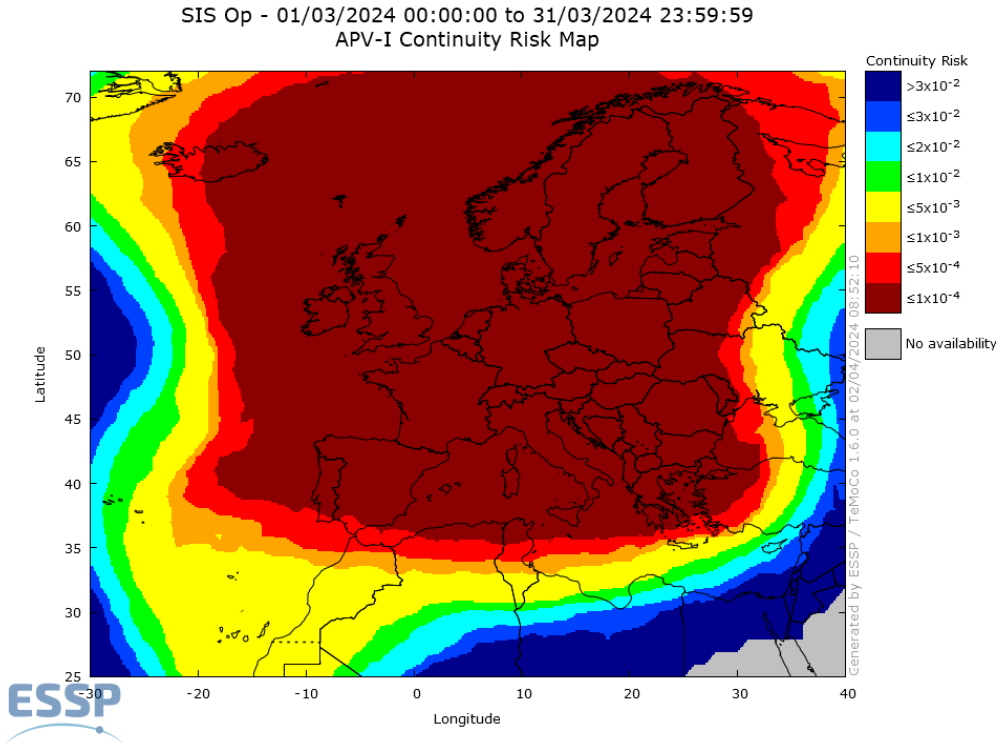 SIS Op - 01/03/2024 00:00:00 to 31/03/2024 23:59:59
APV-I Continuity Risk Map
Continuity Risk
>3x10-2
≤3x10-2
≤2x10-2
≤1x10-2
≤5x10-3
≤1x10-3
≤5x10-4
≤1x10-4
No availability
Latitude
70
65
60
55
50
45
40
35
30
25
-30
-20
-10
0
10
20
30
40
Longitude
Generated by ESSP / TeMoCo 1.6.0 at 02/04/2024 08:52:10
ESSP